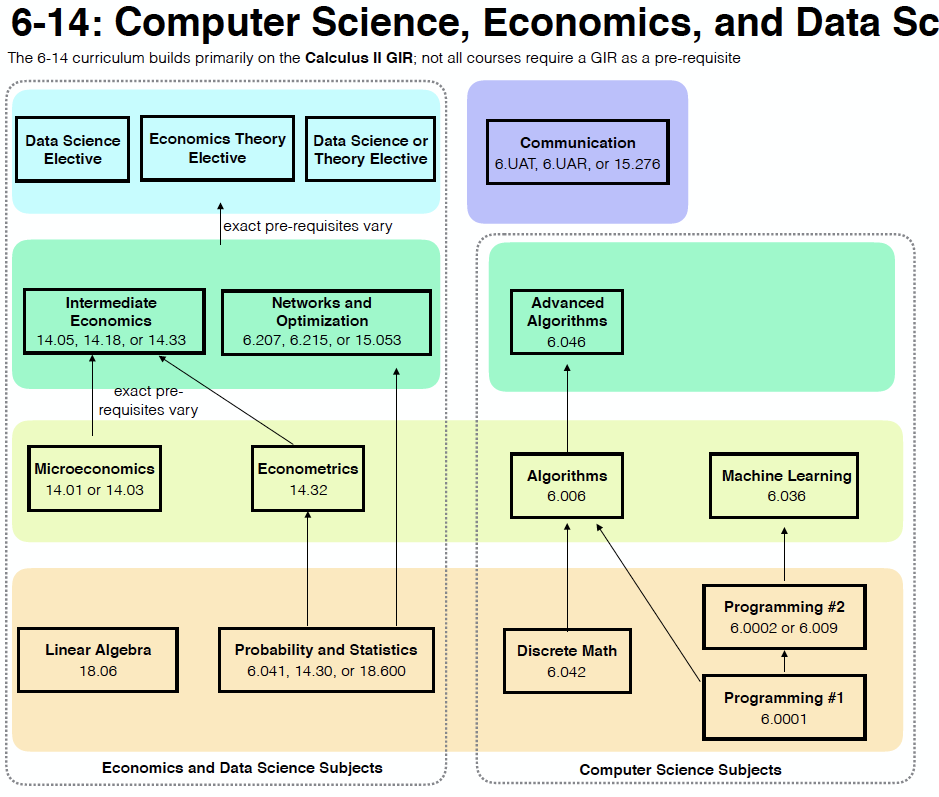 6-14: Computer Science, Economics, and Data Sc
The 6-14 curriculum builds primarily on the Calculus II GIR; not all courses require a GIR as a pre-requisite
Data Science
Elective
Economics Theory
Elective
Data Science or
Theory Elective
Communication
6.UAT, 6.UAR, or 15.276
exact pre-requisites vary
Intermediate
Economics
14.05, 14.18, or 14.33
Networks and
Optimization
6.207, 6.215, or 15.053
Advanced
Algorithms
6.046
exact pre-
requisites vary
Microeconomics
14.01 or 14.03
Econometrics
14.32
Algorithms
6.006
Machine Learning
6.036
Linear Algebra
18.06
Probability and Statistics
6.041, 14.30, or 18.600
Discrete Math
6.042
Programming #2
6.0002 or 6.009
Programming #1
6.0001
Economics and Data Science Subjects
Computer Science Subjects